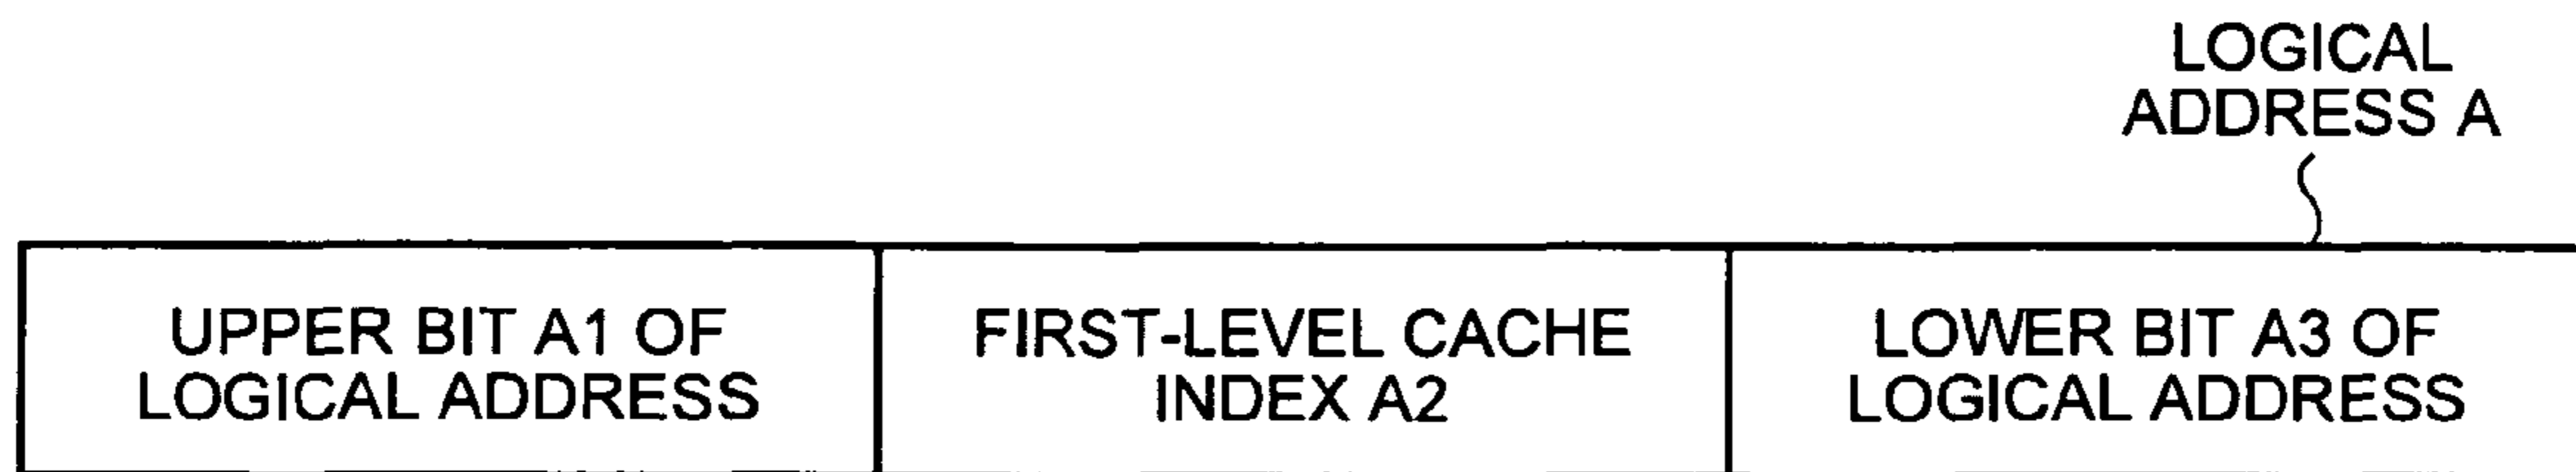 LOGICAL
ADDRESS A
UPPER BIT A1 OF
LOGICAL ADDRESS
FIRST-LEVEL CACHE
INDEX A2
LOWER BIT A3 OF
LOGICAL ADDRESS